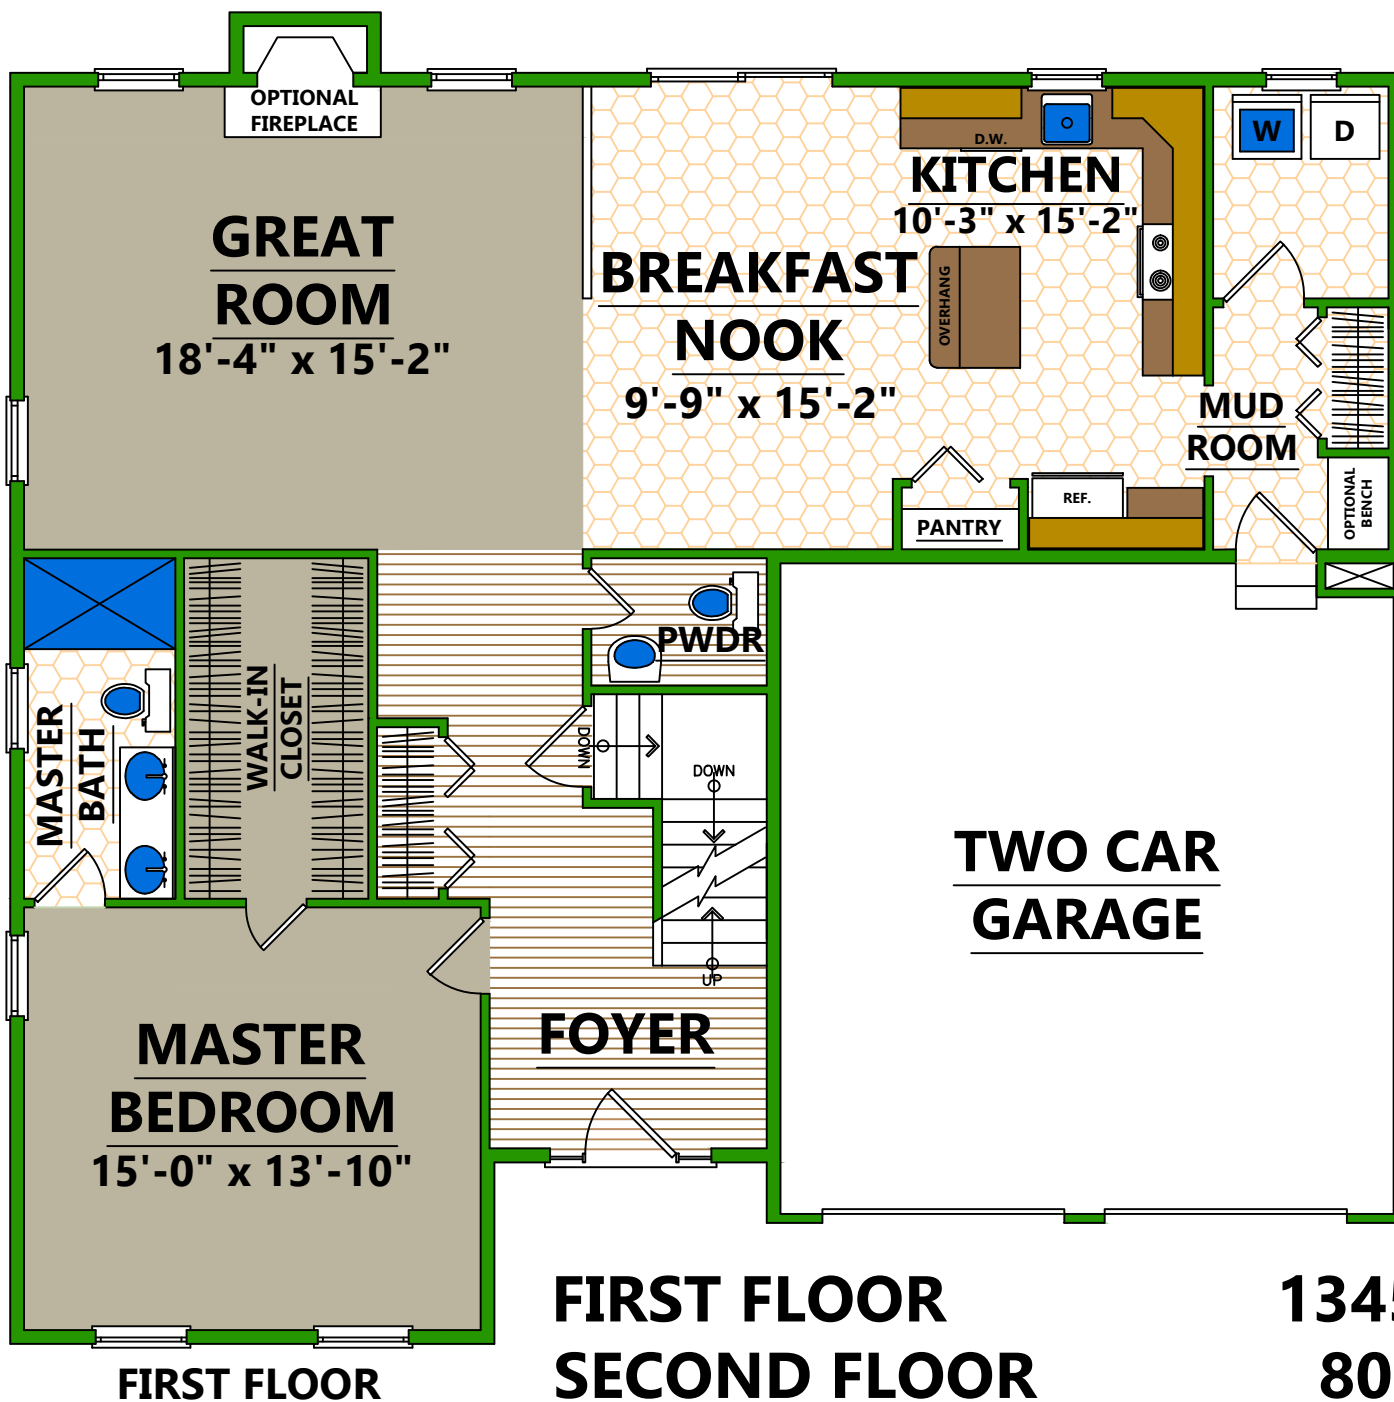 OPTIONAL
FIREPLACE
GREAT
ROOM
18'-4" x 15'-2"
BREAKFAST
NOOK
9'-9" x 15'-2"
D.W.
KITCHEN
10'-3" x 15'-2"
OVERHANG
W
D
MUD
ROOM
OPTIONAL
BENCH
REF.
PANTRY
PWDR
WALK-IN
CLOSET
MASTER
BATH
DOWN
DOWN
UP
TWO CAR
GARAGE
FOYER
MASTER
BEDROOM
15'-0" x 13'-10"
FIRST FLOOR
FIRST FLOOR 134
SECOND FLOOR 80